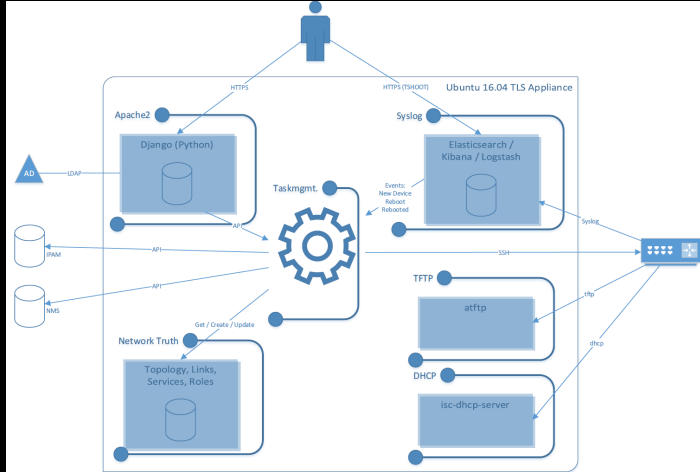 HTTPS
HTTPS (TSHOOT)
Ubuntu 16.04 TLS Appliance
Apache2
Syslog
Django (Python)
Elasticsearch /
Kibana / Logstash
AD
LDAP
Taskmgmt.
Events:
New Device
Reboot
Rebooted
API
Syslog
IPAM
API
SSH
TFTP
API
tftp
NMS
atftp
Get / Create / Update
Network Truth
dhcp
Topology, Links,
Services, Roles
DHCP
isc-dhcp-server